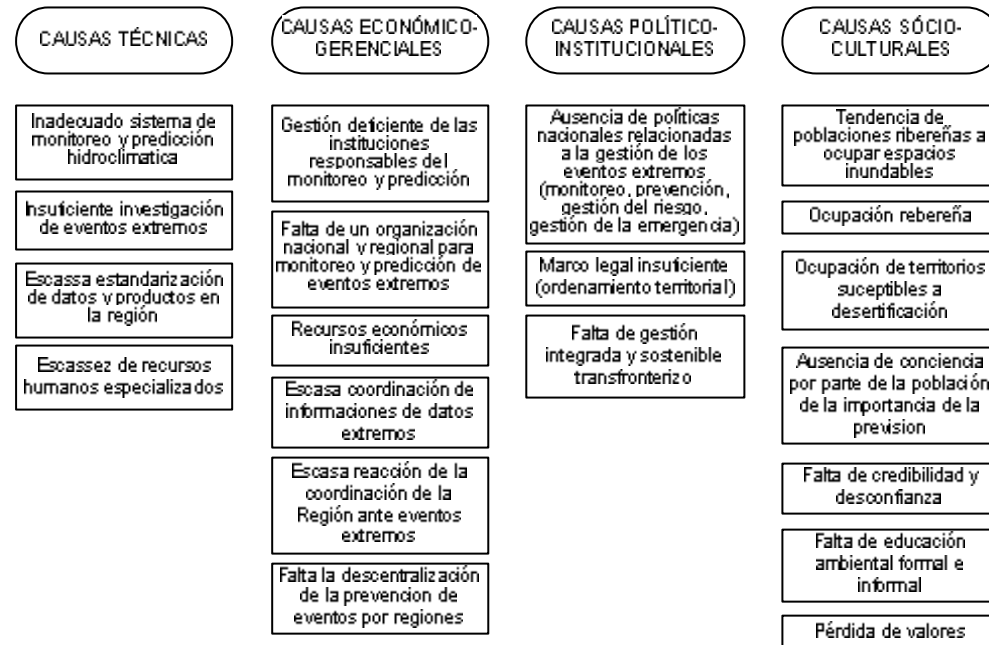 CAUSAS TÉCNICAS
Inadecuado sistema de
monitoreo y predicción
hidroclimatica
Insuficiente investigación
de eventos extremos
Escassa estandarización
de datos y productos en
la región
Escassez de recursos
humanos especializados
CAUSAS ECONÓMICO-
GERENCIALES
Gestión deficiente de las
instituciones
responsables del
monitoreo y predicción
Falta de un organización
nacional y regional para
monitoreo y predicción de
eventos extremos
Recursos económicos
insuficientes
Escasa coordinación de
informaciones de datos
extremos
Escasa reacción de la
coordinación de la
Región ante eventos
extremos
Falta la descentralización
de la prevencion de
eventos por regiones
CAUSAS POLÍTICO-
INSTITUCIONALES
Ausencia de políticas
nacionales relacionadas
a la gestión de los
eventos extremos
(monitoreo, prevención,
gestión del riesgo,
gestión de la emergencia)
Marco legal insuficiente
(ordenamiento territorial)
Falta de gestión
integrada y sostenible
transfronterizo
CAUSAS SÓCIO-
CULTURALES
Tendencia de
poblaciones ribereñas a
ocupar espacios
inundables
Ocupación rebereña
Ocupación de territorios
suceptibles a
desertificación
Ausencia de conciencia
por parte de la población
de la importancia de la
prevision
Falta de credibilidad y
desconfianza
Falta de educación
ambiental formal e
informal
Pérdida de valores